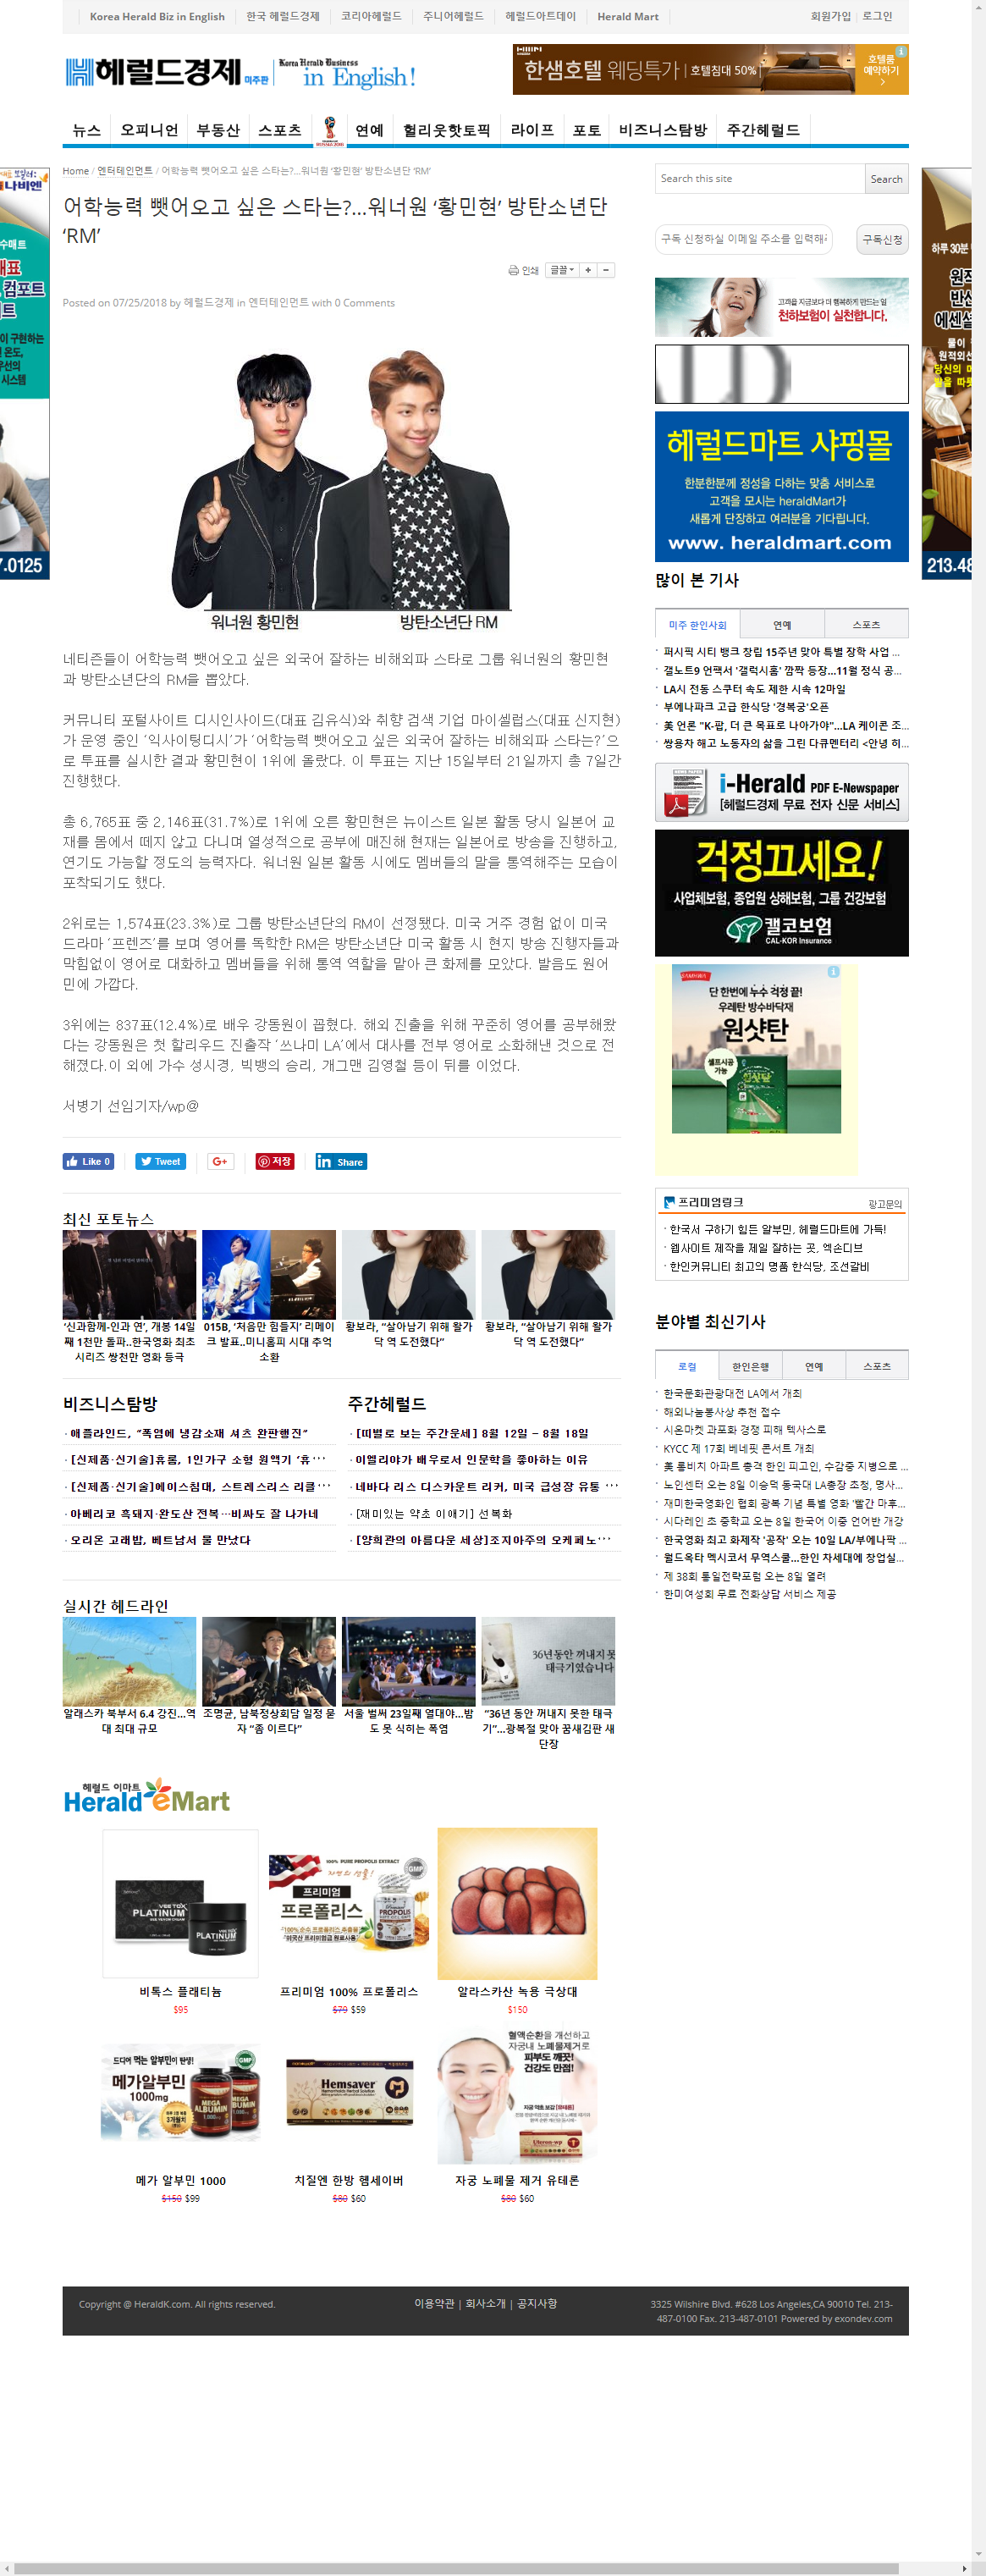 Korea Herald Biz in English
한국 헤럴드경제
코리아헤럴드
주니어헤럴드
헤럴드아트데이
Herald Mart
회원가입 | 로그인
헤럴드경제 미주판
Korea Herald Business
in English!
한샘호텔 웨딩특가 | 호텔침대 50%
호텔룸
예약하기
뉴스
오피니언
부동산
스포츠
연예
헐리웃핫토픽
라이프
포토
비즈니스탐방
주간헤럴드
Home / 엔터테인먼트 / 어학능력 뺏어오고 싶은 스타는?…워너원 ‘황민현’ 방탄소년단 ‘RM’
어학능력 뺏어오고 싶은 스타는?…워너원 ‘황민현’ 방탄소년단
‘RM’
인쇄 글꼴 + -
Posted on 07/25/2018 by 헤럴드경제 in 엔터테인먼트 with 0 Comments
워너원 황민현
방탄소년단 RM
네티즌들이 어학능력 뺏어오고 싶은 외국어 잘하는 비해외파 스타로 그룹 워너원의 황민현
과 방탄소년단의 RM을 뽑았다.
커뮤니티 포털사이트 디시인사이드(대표 김유식)와 취향 검색 기업 마이셀럽스(대표 신지현)
가 운영 중인 ‘익사이팅디시’가 ‘어학능력 뺏어오고 싶은 외국어 잘하는 비해외파 스타는?’으
로 투표를 실시한 결과 황민현이 1위에 올랐다. 이 투표는 지난 15일부터 21일까지 총 7일간
진행했다.
총 6,765표 중 2,146표(31.7%)로 1위에 오른 황민현은 뉴이스트 일본 활동 당시 일본어 교
재를 몸에서 떼지 않고 다니며 열성적으로 공부에 매진해 현재는 일본어로 방송을 진행하고,
연기도 가능할 정도의 능력자다. 워너원 일본 활동 시에도 멤버들의 말을 통역해주는 모습이
포착되기도 했다.
2위로는 1,574표(23.3%)로 그룹 방탄소년단의 RM이 선정됐다. 미국 거주 경험 없이 미국
드라마 ‘프렌즈’를 보며 영어를 독학한 RM은 방탄소년단 미국 활동 시 현지 방송 진행자들과
막힘없이 영어로 대화하고 멤버들을 위해 통역 역할을 맡아 큰 화제를 모았다. 발음도 원어
민에 가깝다.
3위에는 837표(12.4%)로 배우 강동원이 꼽혔다. 해외 진출을 위해 꾸준히 영어를 공부해왔
다는 강동원은 첫 할리우드 진출작 ‘쓰나미 LA’에서 대사를 전부 영어로 소화해낸 것으로 전
해졌다.이 외에 가수 성시경, 빅뱅의 승리, 개그맨 김영철 등이 뒤를 이었다.
서병기 선임기자/wp@
Like 0
Tweet
G+
저장
Share
최신 포토뉴스
‘신과함께-인과 연’, 개봉 14일
째 1천만 돌파..한국영화 최초
시리즈 쌍천만 영화 등극
015B, ‘처음만 힘들지’ 리메이
크 발표..미니홈피 시대 추억
소환
황보라, “살아남기 위해 왈가
닥 역 도전했다”
황보라, “살아남기 위해 왈가
닥 역 도전했다”
비즈니스탐방
애플라인드, “폭염에 냉감소재 셔츠 완판행진”
[신제품·신기술]휴롬, 1인가구 소형 원액기 ‘휴…
[신제품·신기술]에이스침대, 스트레스리스 리클…
아베리코 흑돼지·완도산 전복…비싸도 잘 나가네
오리온 고래밥, 베트남서 물 만났다
주간헤럴드
[띠별로 보는 주간운세] 8월 12일 – 8월 18일
이엘리야가 배우로서 인문학을 좋아하는 이유
네바다 리스 디스카운트 리커, 미국 급성장 유통 …
[재미있는 약초 이야기] 선복화
[양희관의 아름다운 세상]조지아주의 오케페노…
실시간 헤드라인
알래스카 북부서 6.4 강진…역
대 최대 규모
조명균, 남북정상회담 일정 묻
자 “좀 이르다”
서울 벌써 23일째 열대야…밤
도 못 식히는 폭염
36년동안 꺼내지 못
태극기였습니다
“36년 동안 꺼내지 못한 태극
기”…광복절 맞아 꿈새김판 새
단장
헤럴드 이마트
Herald eMart
PLATINUM
PLATINUM
비톡스 플래티늄
$95
100% PURE PROPOLIS EXTRACT
프리미엄
프로폴리스
GMP
PROPOLIS
프리미엄 100% 프로폴리스
$79 $59
알라스카산 녹용 극상대
$150
드디어 먹는 알부민이 탄생!
메가알부민
1000mg
GMP
MEGA
ALBUMIN
메가 알부민 1000
$150 $99
Hemsaver
치질엔 한방 헴세이버
$80 $60
혈액순환을 개선하고
자궁내 노폐물제거로
피부도 깨끗!
건강도 만점!
Uteron-wp
자궁 노폐물 제거 유테론
$80 $60
Search this site
Search
구독 신청하실 이메일 주소를 입력해
구독신청
고객을 지금보다 더 행복하게 만드는 일
천하보험이 실천합니다.
헤럴드마트 샤핑몰
한분한분께 정성을 다하는 맞춤 서비스로
고객을 모시는 heraldMart가
새롭게 단장하고 여러분을 기다립니다.
www. heraldmart.com
많이 본 기사
미주 한인사회
연예
스포츠
퍼시픽 시티 뱅크 창립 15주년 맞아 특별 장학 사업 ...
갤노트9 언팩서 '갤럭시홈' 깜짝 등장…11월 정식 공...
LA시 전동 스쿠터 속도 제한 시속 12마일
부에나파크 고급 한식당 '경복궁'오픈
美 언론 "K-팝, 더 큰 목표로 나아가야"…LA 케이콘 조...
쌍용차 해고 노동자의 삶을 그린 다큐멘터리 <안녕 히...
i-Herald PDF E-Newspaper
[헤럴드경제 무료 전자 신문 서비스]
걱정끄세요!
사업체보험, 종업원 상해보험, 그룹 건강보험
캘코보험
CAL-KOR Insurance
단 한번에 누수 걱정 끝!
우레탄 방수바닥재
원샷탄
셀프시공
가능
프리미엄링크
광고문의
한국서 구하기 힘든 알부민, 헤럴드마트에 가득!
웹사이트 제작을 제일 잘하는 곳, 엑손디브
한인커뮤니티 최고의 명품 한식당, 조선갈비
분야별 최신기사
로컬
한인은행
연예
스포츠
한국문화관광대전 LA에서 개최
해외나눔봉사상 추천 접수
시온마켓 과포화 경쟁 피해 텍사스로
KYCC 제 17회 베네핏 콘서트 개최
美 롱비치 아파트 총격 한인 피고인, 수감중 지병으로 ...
노인센터 오는 8일 이승덕 동국대 LA총장 초청, 명사...
재미한국영화인 협회 광복 기념 특별 영화 '빨간 마후...
시다레인 초 중학교 오는 8일 한국어 이중 언어반 개강
한국영화 최고 화제작 '공작' 오는 10일 LA/부에나팍 ...
월드옥타 멕시코서 무역스쿨…한인 차세대에 창업실...
제 38회 통일전략포럼 오는 8일 열려
한미여성회 무료 전화상담 서비스 제공
Copyright @ HeraldK.com. All rights reserved.
이용약관 | 회사소개 | 공지사항
3325 Wilshire Blvd. #628 Los Angeles,CA 90010 Tel. 213-
487-0100 Fax. 213-487-0101 Powered by exondev.com